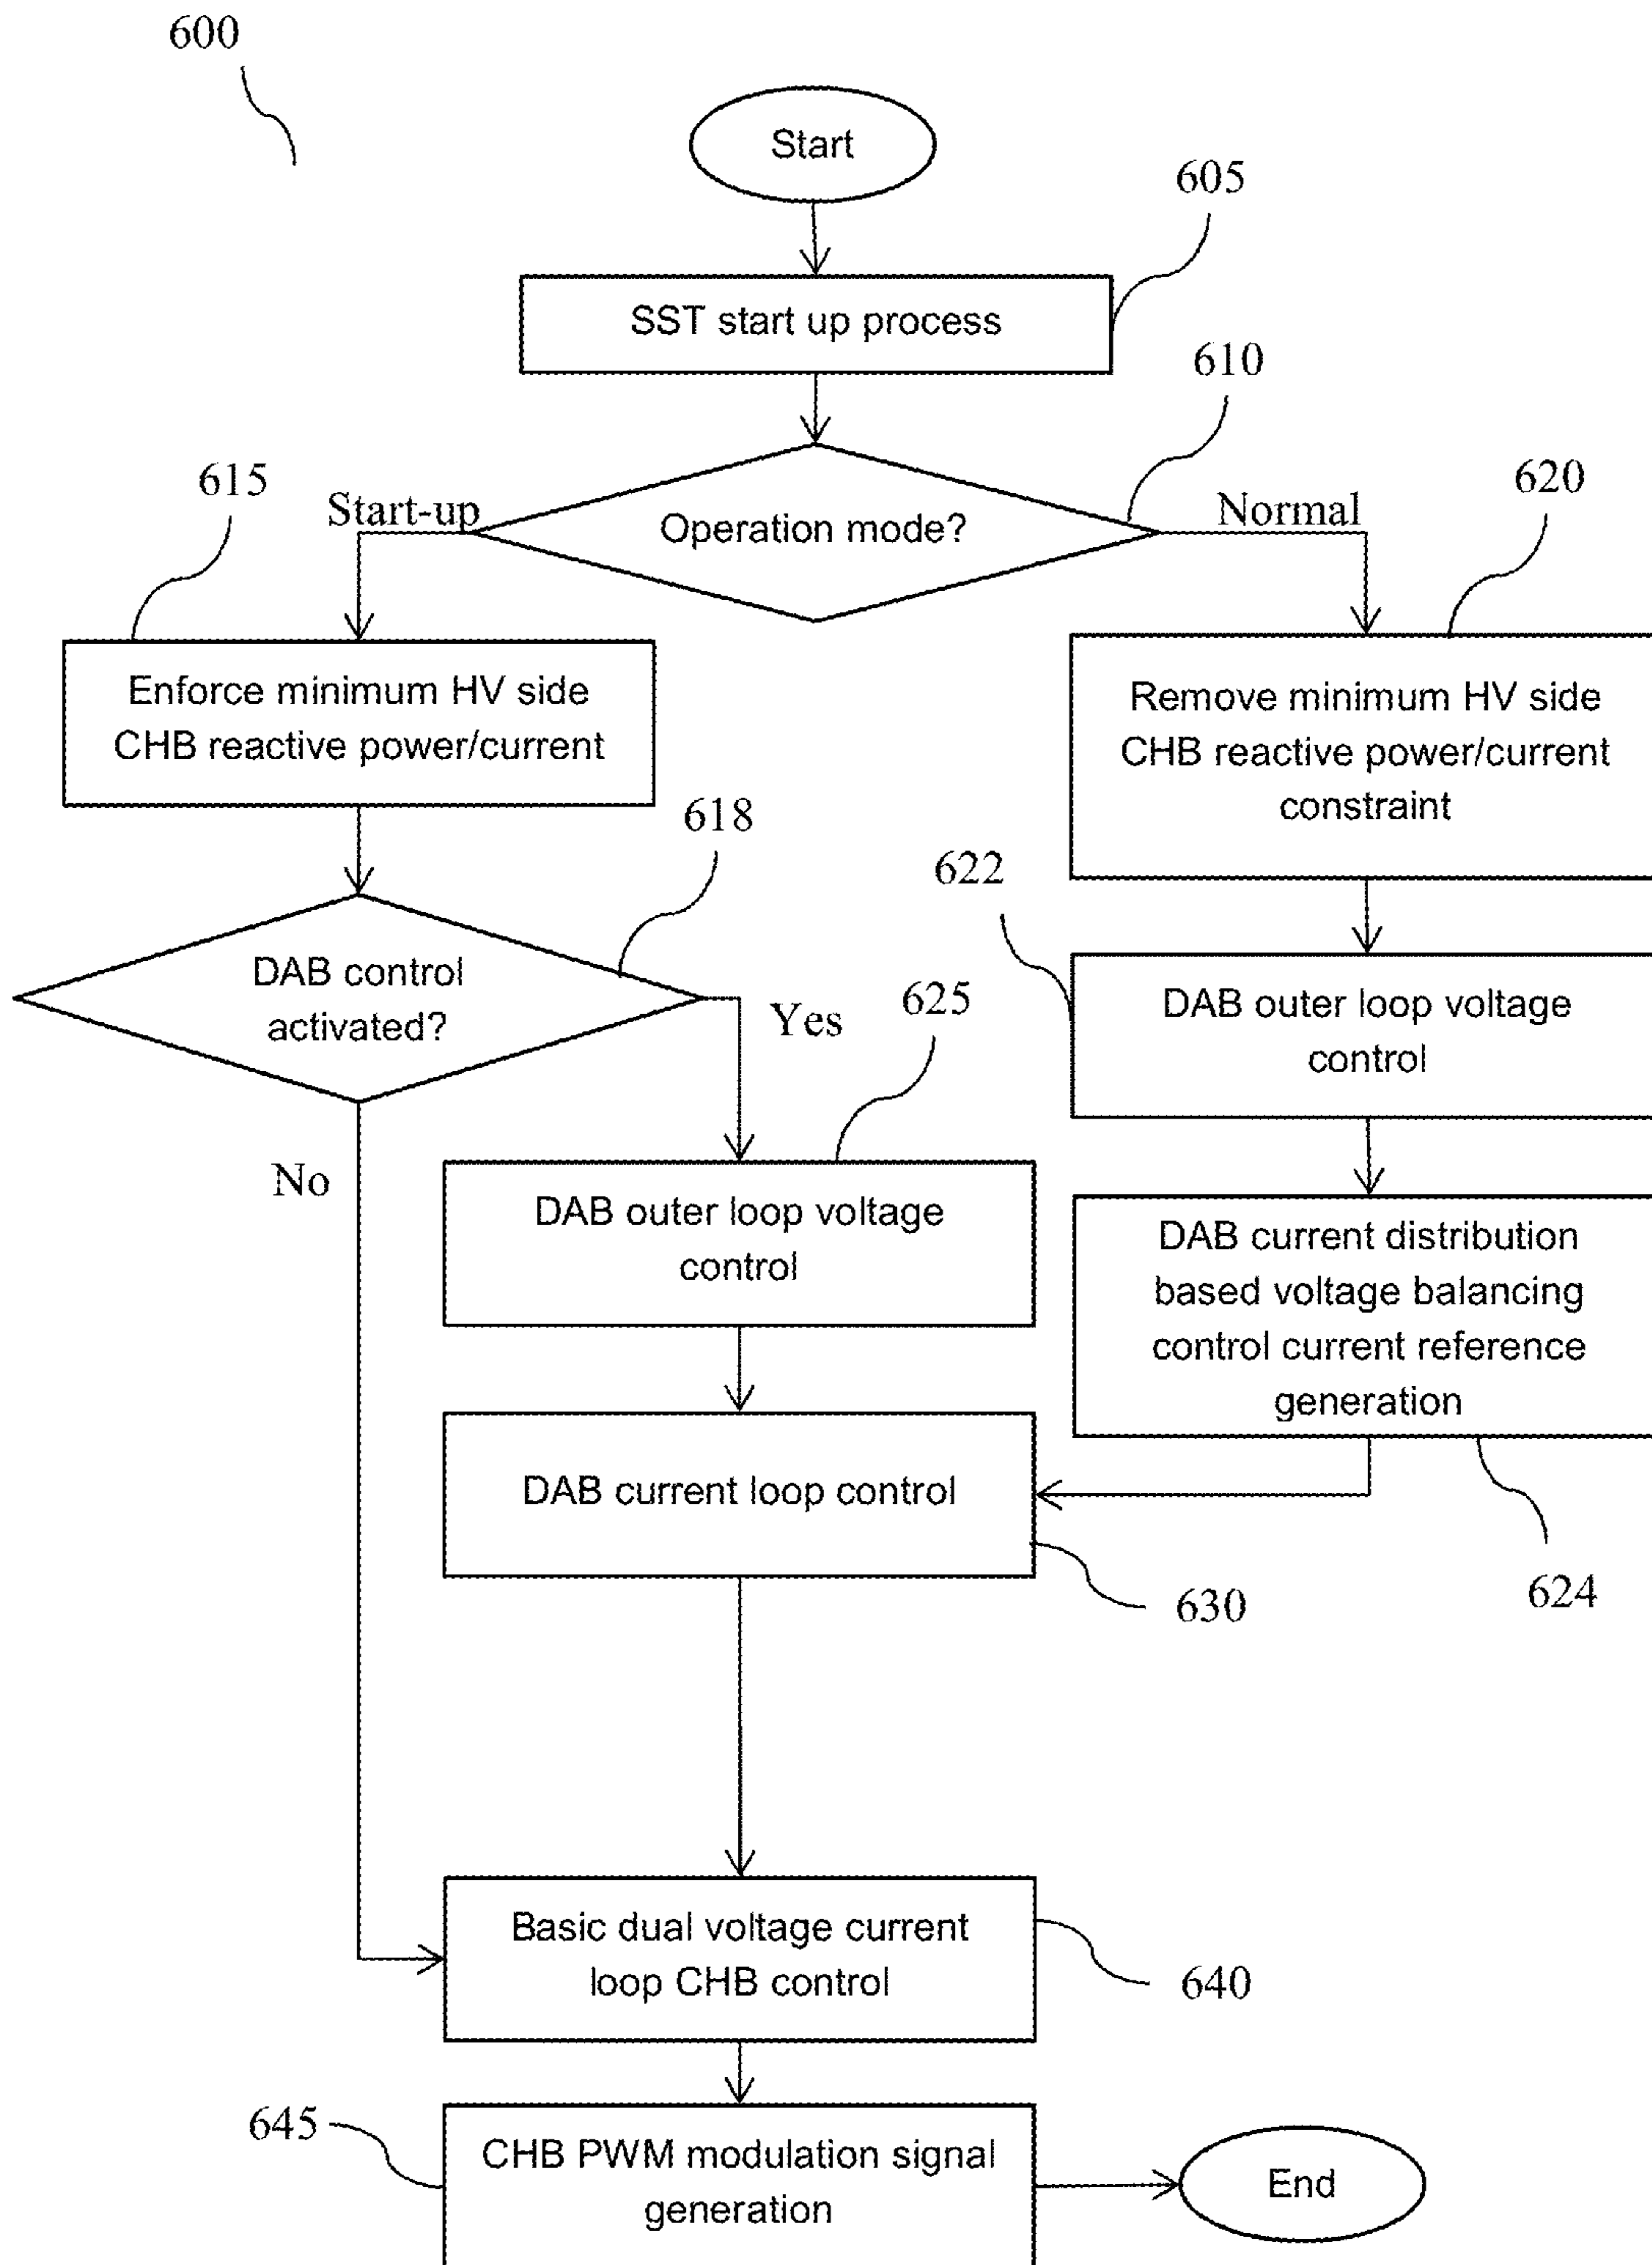 600
Start
605
SST start up process
610
Operation mode?
Start-up
Normal
615
620
Enforce minimum HV side
CHB reactive power/current
Remove minimum HV side
CHB reactive power/current
constraint
618
DAB control
activated?
Yes
No
622
DAB outer loop voltage
control
625
DAB outer loop voltage
control
DAB current distribution
based voltage balancing
control current reference
generation
624
DAB current loop control
630
Basic dual voltage current
loop CHB control
640
645
CHB PWM modulation signal
generation
End